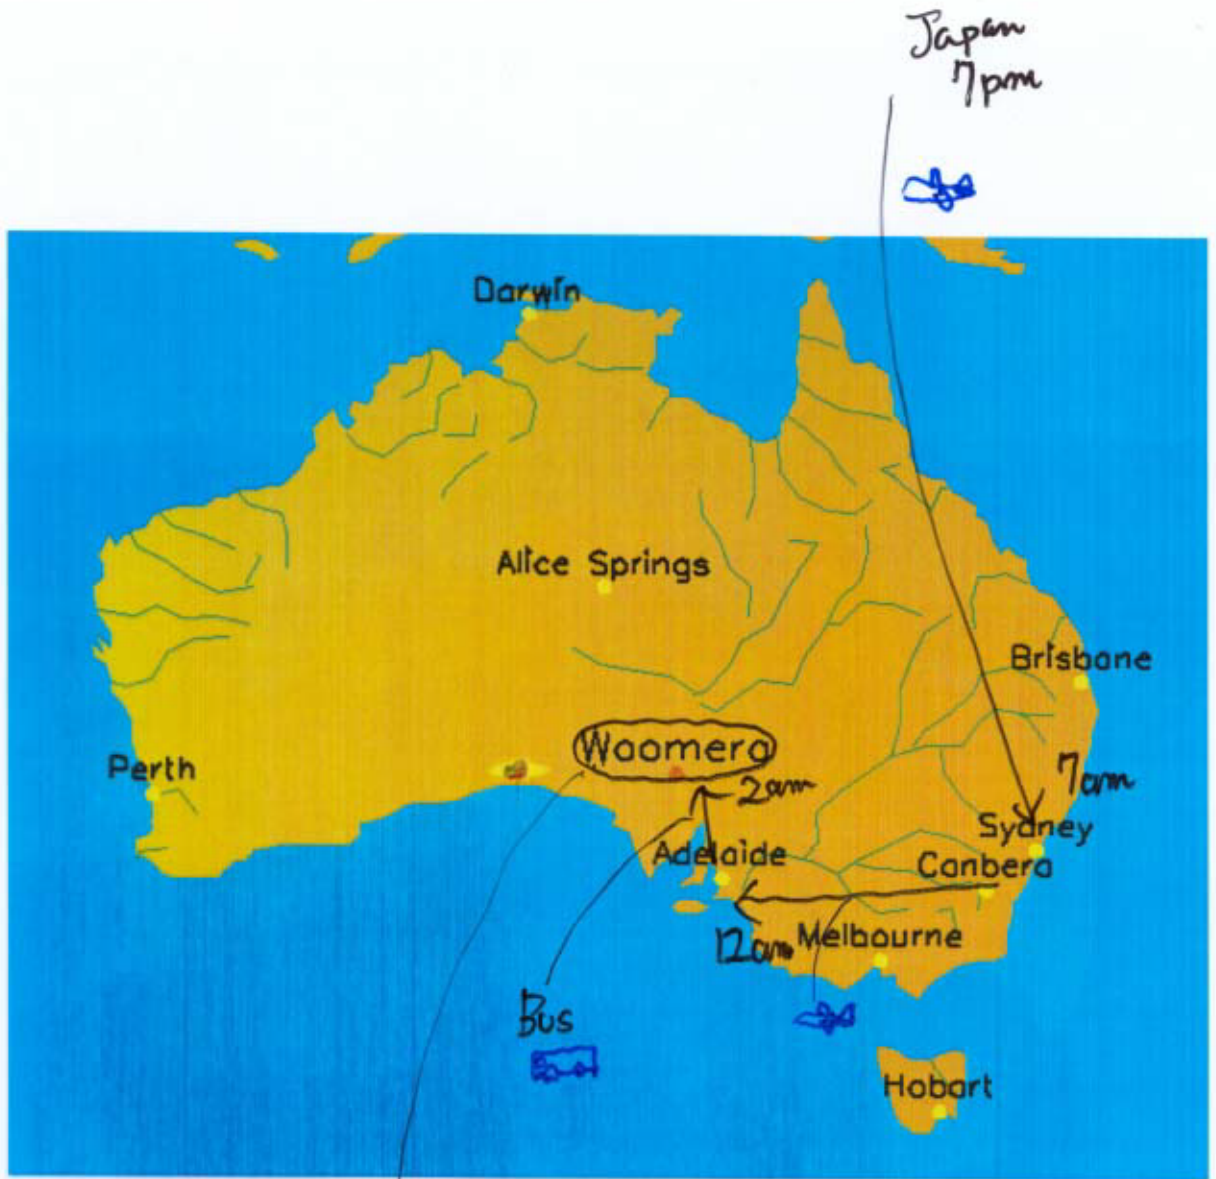 Japan
7pm
Darwin
Alice Springs
Brisbane
Woomera
Perth
7am
2am
Sydney
Adelaide
Canbera
12am
Melbourne
Bus
Hobart